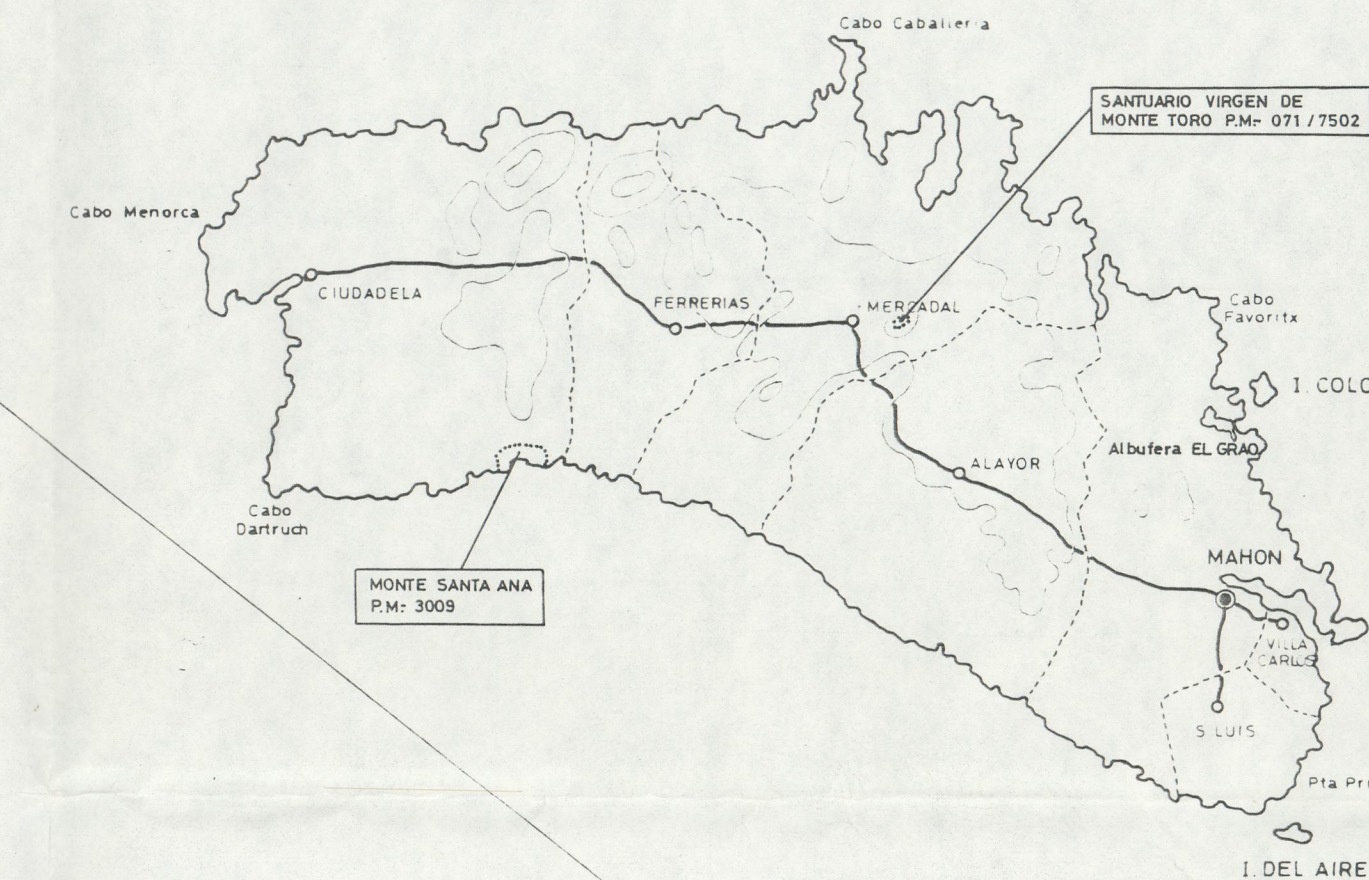 Cabo Caballeria
SANTUARIO VIRGEN DE
MONTE TORO P.M:- 071/7502
Cabo Menorca
CIUDADELA
FERRERIAS
MERCADAL
Cabo
Favoritx
I. COLO
Albufera EL GRAO
ALAYOR
Cabo
Dartruch
MONTE SANTA ANA
P.M:- 3009
MAHON
VILLA
CARLOS
S.LUIS
Pta Pri
I. DEL AIRE